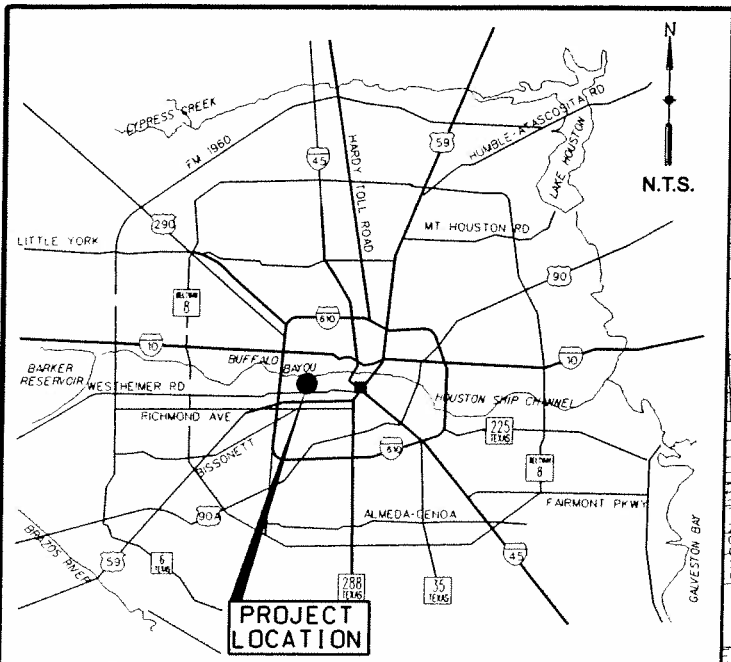 N
N.T.S.
CYPRESS CREEK
FM 1960
45
HARDY TOLL ROAD
59
HUMBLE-ATASCOSITA RD
LAKE HOUSTON
290
LITTLE YORK
MT HOUSTON RD
90
BELTWAY
8
610
10
BUFFALO
BAYOU
10
BARKER
RESERVOIR
WESTHEIMER RD
HOUSTON SHIP CHANNEL
RICHMOND AVE
225
TEXAS
BISSONETT
610
BELTWAY
8
FAIRMONT PKWY
90A
ALMEDA-GENOA
BRAZOS RIVER
59
6
TEXAS
288
TEXAS
35
TEXAS
45
GALVESTON BAY
PROJECT
LOCATION